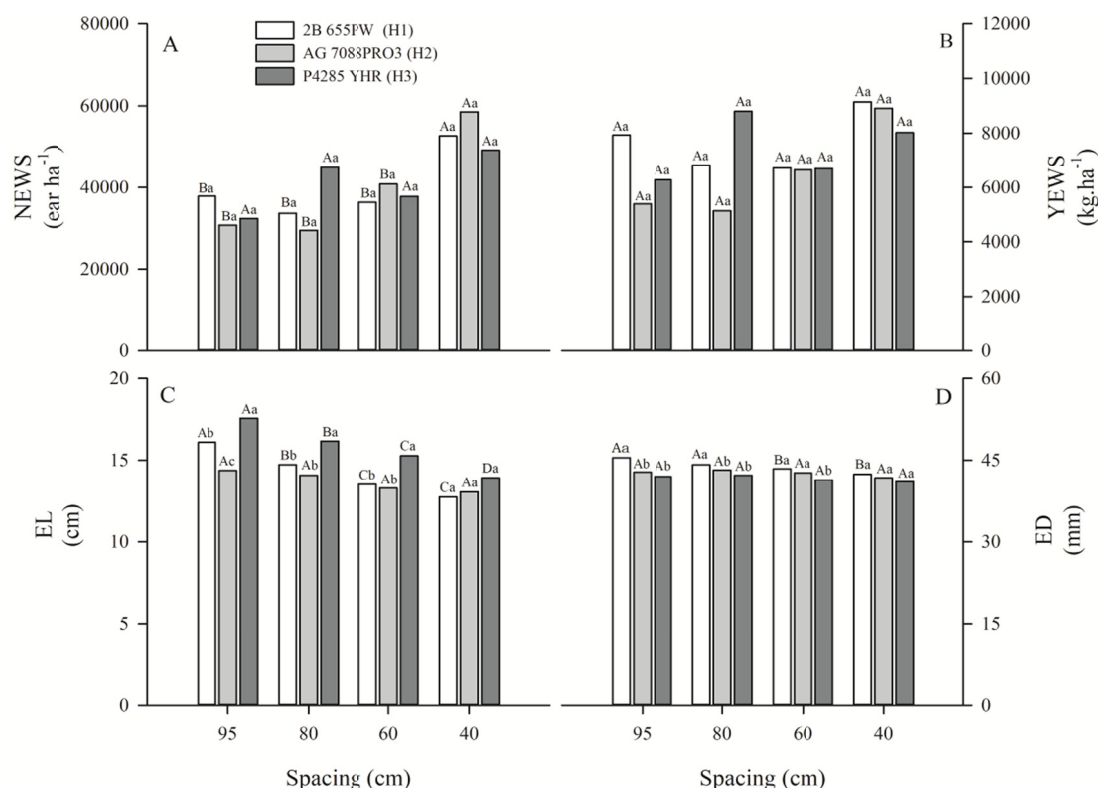 80000
60000
40000
20000
0
NEWS
(ear ha-1)
A
2B 655PW (H1)
AG 7088PRO3 (H2)
P4285 YHR (H3)
Ba Ba Aa
Ba Ba Aa
Ba Ba Aa
Aa Aa Aa
B
12000
10000
8000
6000
4000
2000
0
YEWS
(kg.ha-1)
Aa Aa Aa
Aa Aa Aa
Aa Aa Aa
Aa Aa Aa
20
15
10
5
0
EL
(cm)
C
Ab Ac Aa
Bb Ab Ba
Cb Ab Ca
Ca Aa Da
95 80 60 40
Spacing (cm)
D
60
45
30
15
0
ED
(mm)
Aa Ab Ab
Aa Ab Ab
Ba Aa Ab
Ba Aa Aa
95 80 60 40
Spacing (cm)